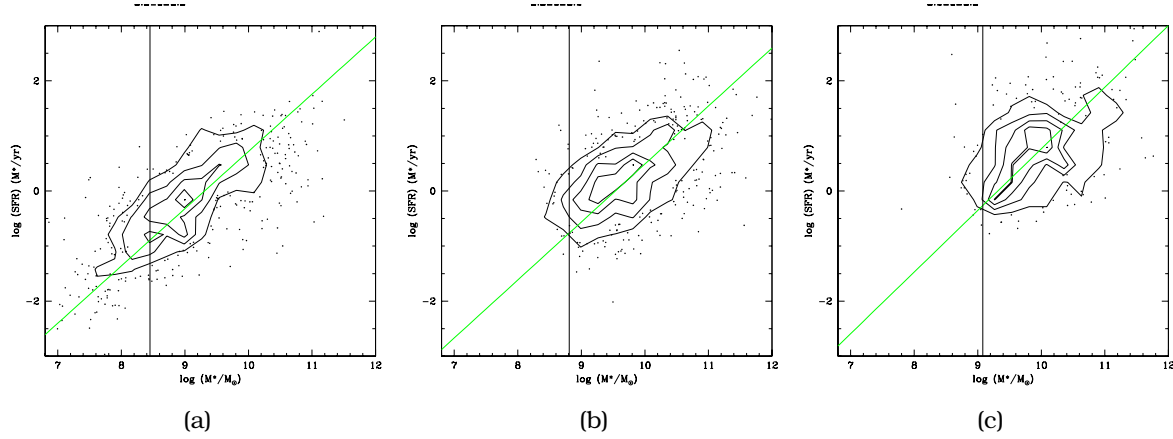 2
0
-2
log (SFR) (M*/yr)
7 8 9 10 11 12
log (M*/M⊙)
(a)
2
0
-2
log (SFR) (M*/yr)
7 8 9 10 11 12
log (M*/M⊙)
(b)
2
0
-2
log (SFR) (M*/yr)
7 8 9 10 11 12
log (M*/M⊙)
(c)